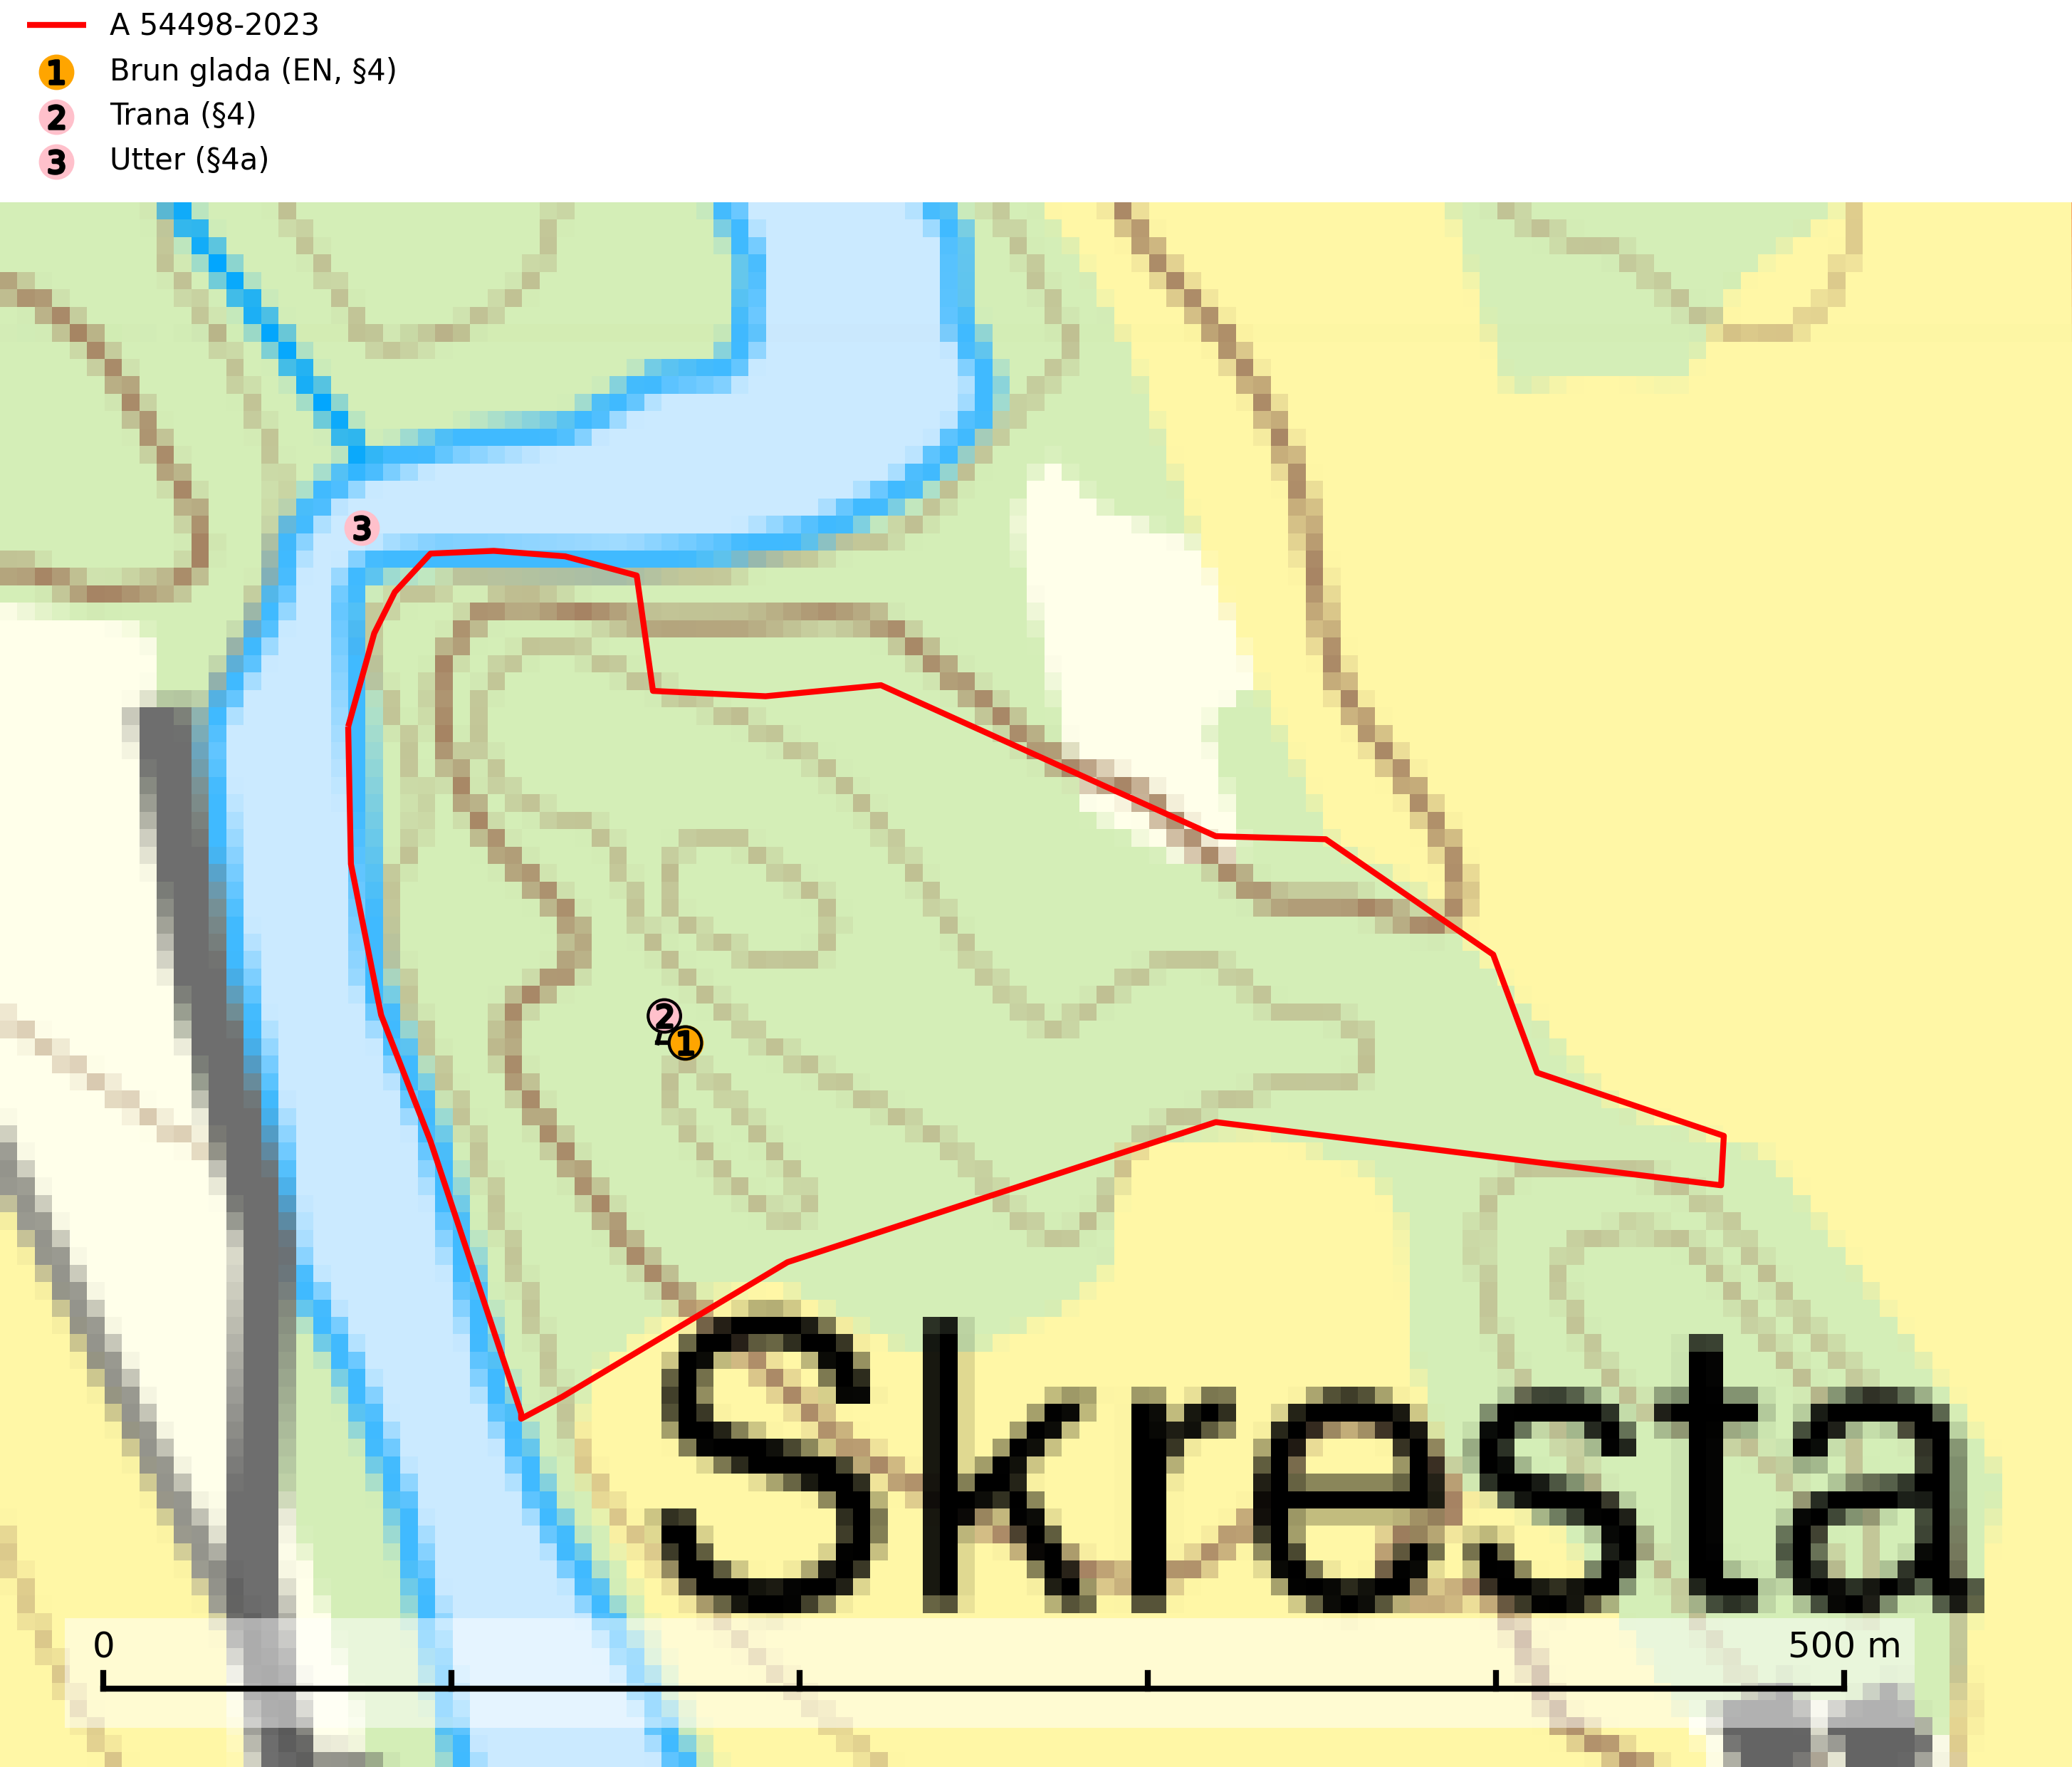 A 54498-2023
1 Brun glada (EN, §4)
2 Trana (§4)
3 Utter (§4a)
3
2
1
Skresta
0 500 m